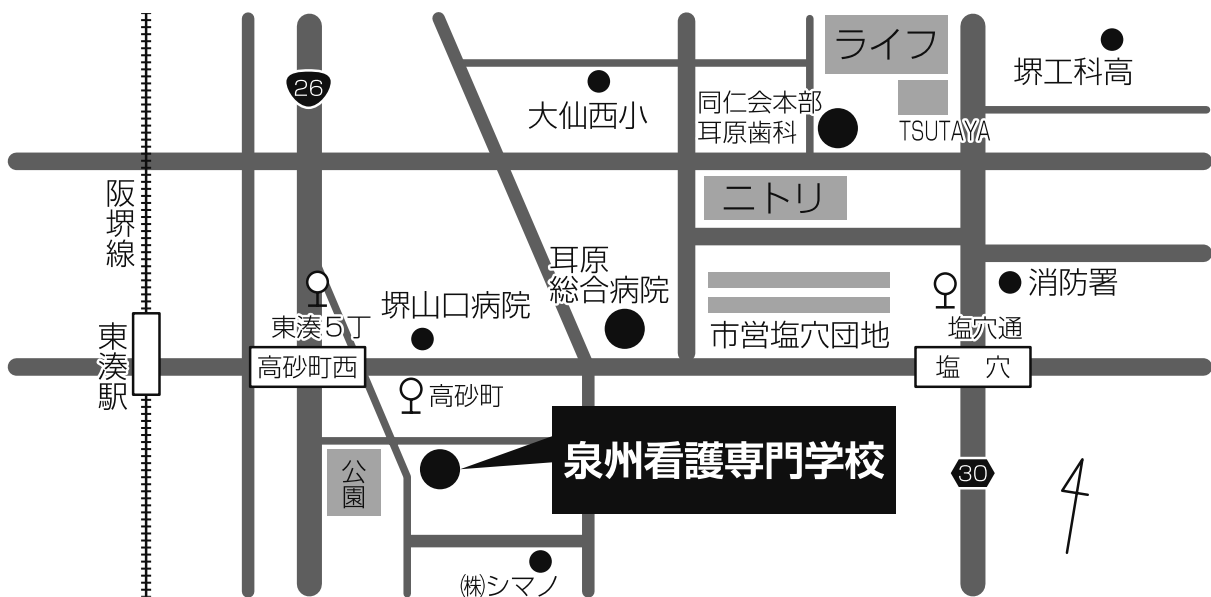 ライフ
堺工科高
26
大仙西小
同仁会本部
耳原歯科
TSUTAYA
阪堺線
ニトリ
耳原
総合病院
消防署
堺山口病院
東湊5丁
市営塩穴団地
塩穴通
東湊駅
高砂町西
塩 穴
高砂町
泉州看護専門学校
公園
30
㈱シマノ